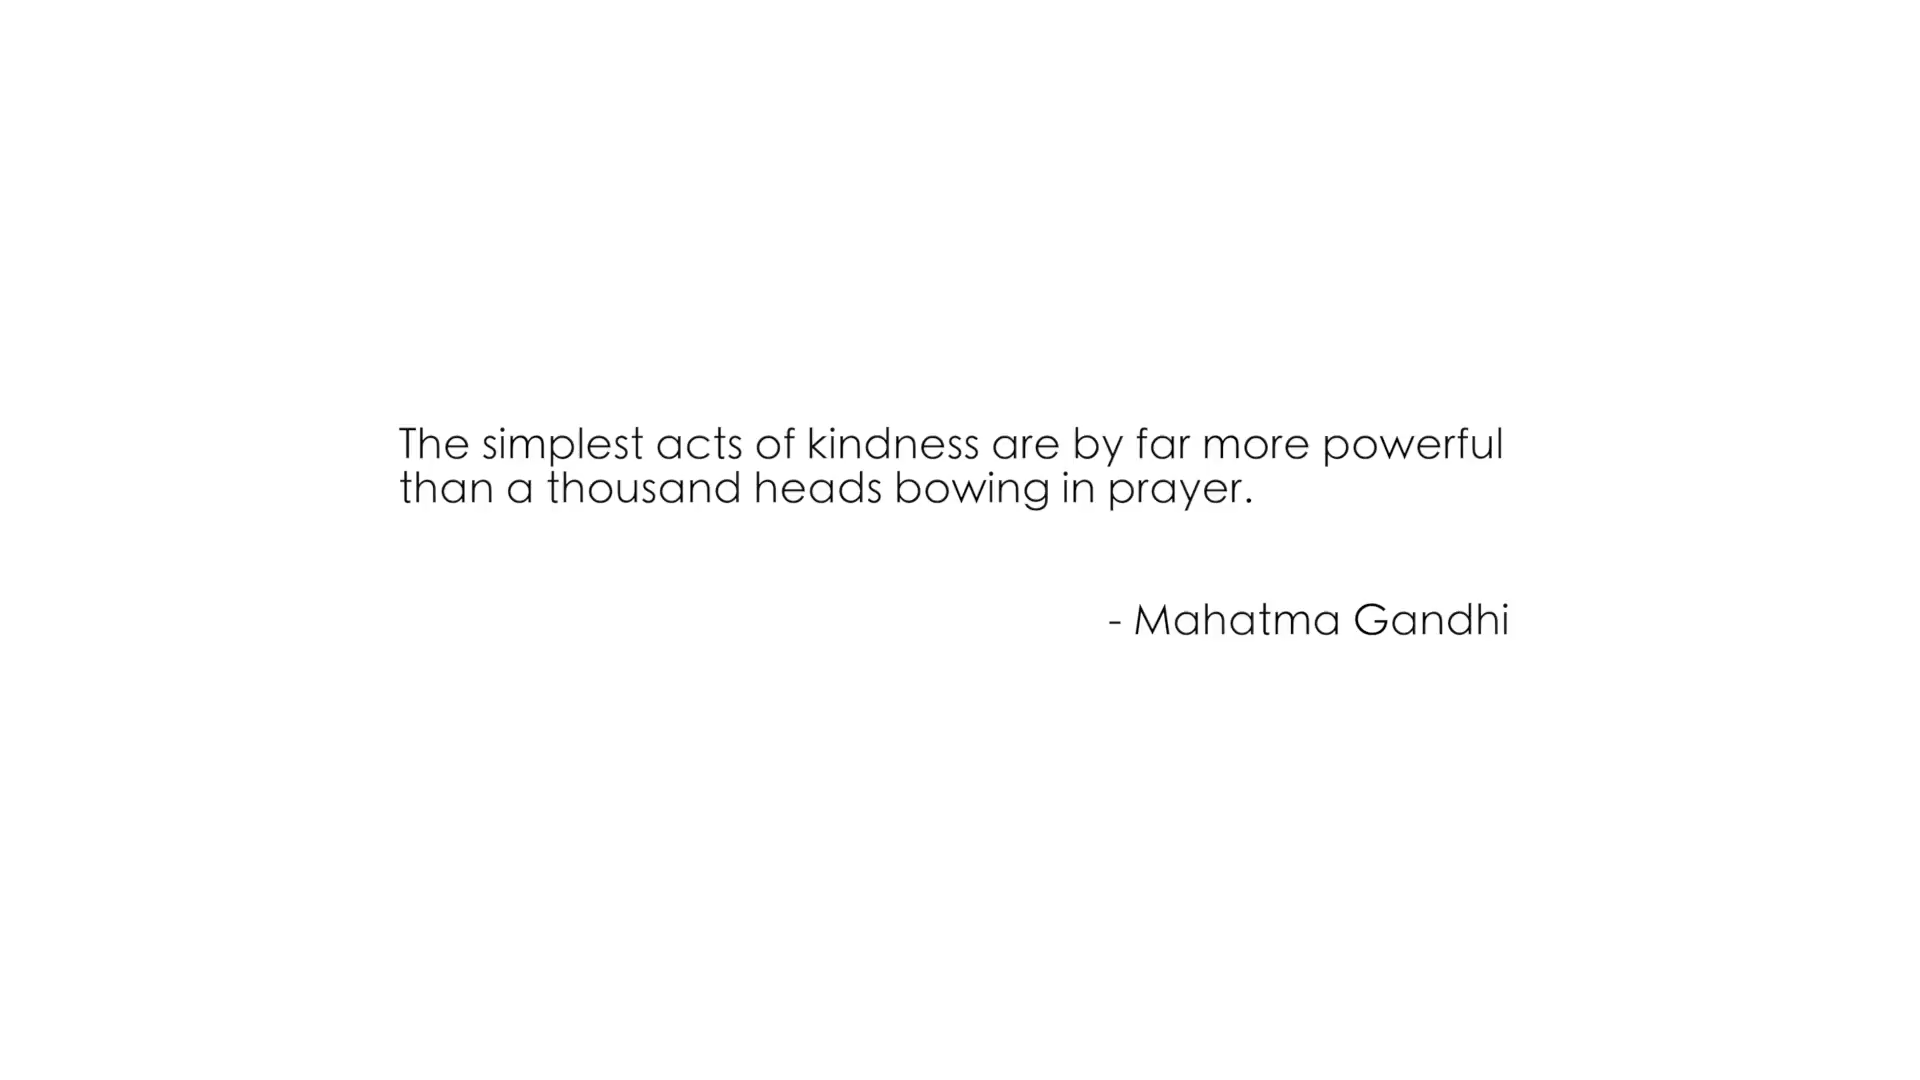 The simplest acts of kindness are by far more powerful
than a thousand heads bowing in prayer.
- Mahatma Gandhi